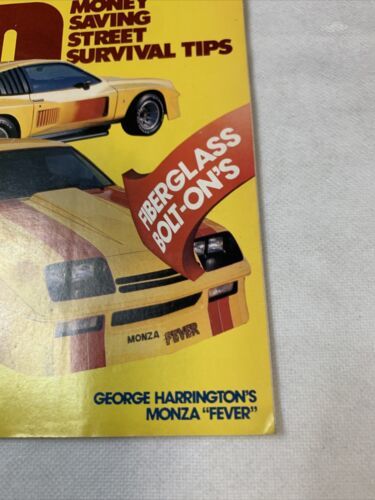 MONEY
SAVING
STREET
SURVIVAL TIPS
FIBERGLASS
BOLT-ON'S
MONZA FEVER
GEORGE HARRINGTON'S
MONZA "FEVER"